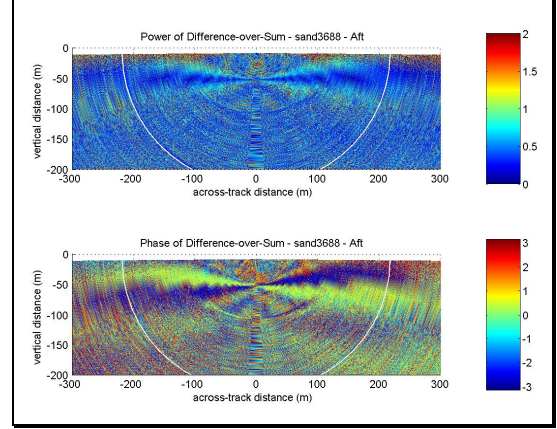 Power of Difference-over-Sum - sand3688 - Aft
0
-50
-100
-150
-200
vertical distance (m)
-300 -200 -100 0 100 200 300
across-track distance (m)
2
1.5
1
0.5
0
Phase of Difference-over-Sum - sand3688 - Aft
0
-50
-100
-150
-200
vertical distance (m)
-300 -200 -100 0 100 200 300
across-track distance (m)
3
2
1
0
-1
-2
-3